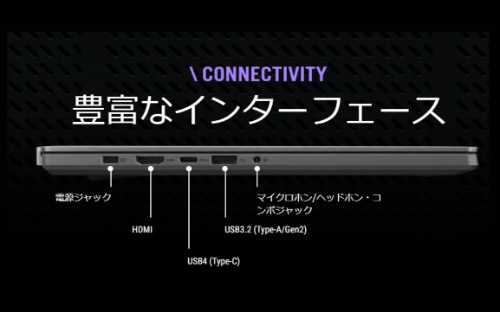 \ CONNECTIVITY
豊富なインターフェース
電源ジャック
HDMI
USB4 (Type-C)
USB3.2 (Type-A/Gen2)
マイクロホン/ヘッドホン・コ
ンボジャック